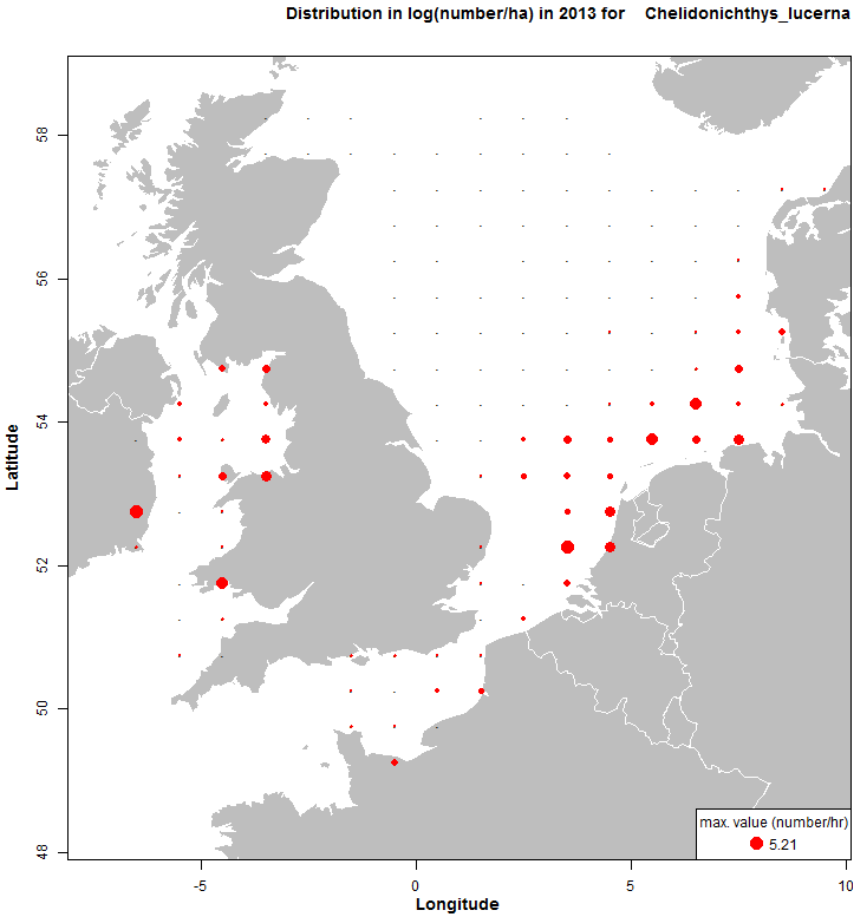 Distribution in log(number/ha) in 2013 for Chelidonichthys_lucerna
58
56
54
52
50
48
Latitude
-5 0 5 10
Longitude
max. value (number/hr)
5.21